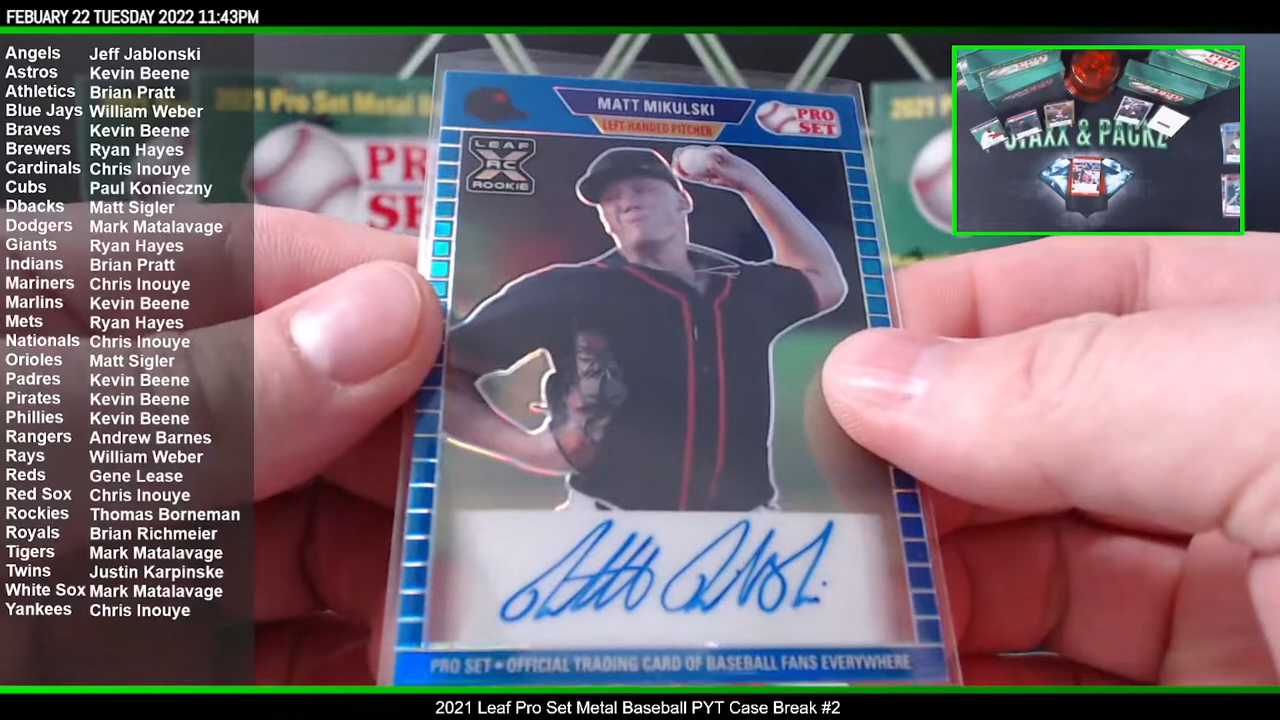 FEBUARY 22 TUESDAY 2022 11:43PM
Angels Jeff Jablonski
Astros Kevin Beene
Athletics Brian Pratt
Blue Jays William Weber
Braves Kevin Beene
Brewers Ryan Hayes
Cardinals Chris Inouye
Cubs Paul Konieczny
Dbacks Matt Sigler
Dodgers Mark Matalavage
Giants Ryan Hayes
Indians Brian Pratt
Mariners Chris Inouye
Marlins Kevin Beene
Mets Ryan Hayes
Nationals Chris Inouye
Orioles Matt Sigler
Padres Kevin Beene
Pirates Kevin Beene
Phillies Kevin Beene
Rangers Andrew Barnes
Rays William Weber
Reds Gene Lease
Red Sox Chris Inouye
Rockies Thomas Borneman
Royals Brian Richmeier
Tigers Mark Matalavage
Twins Justin Karpinske
White Sox Mark Matalavage
Yankees Chris Inouye
MATT MIKULSKI
LEFT-HANDED PITCHER
PRO
SET
LEAF
RC
ROOKIE
PRO SET • OFFICIAL TRADING CARD OF BASEBALL FANS EVERYWHERE
2021 Pro Set Metal
PR
SE
STAXX & PACKZ
2021 Leaf Pro Set Metal Baseball PYT Case Break #2